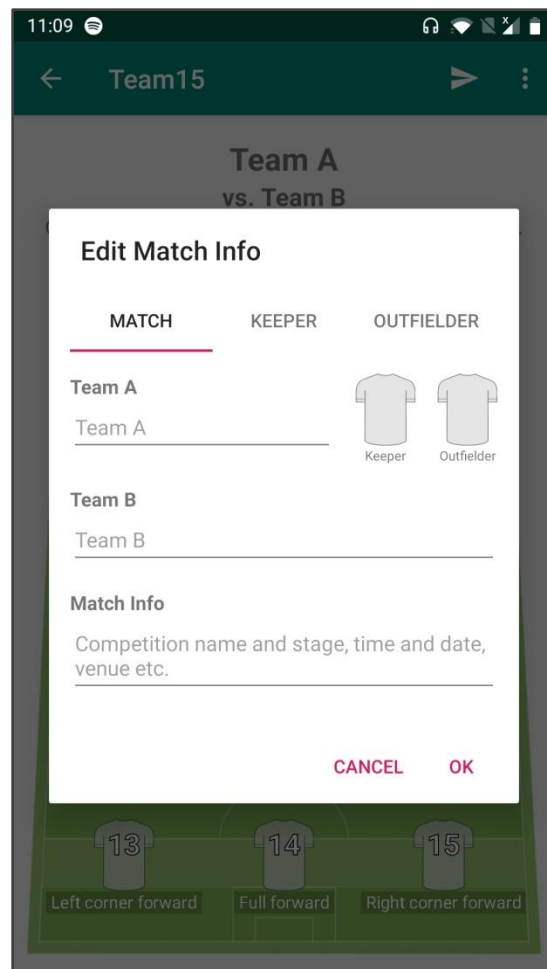 11:09
Team15
Team A
vs. Team B
Edit Match Info
MATCH KEEPER OUTFIELDER
Team A
Team A
Keeper Outfielder
Team B
Team B
Match Info
Competition name and stage, time and date,
venue etc.
CANCEL OK
13 14 15
Left corner forward Full forward Right corner forward